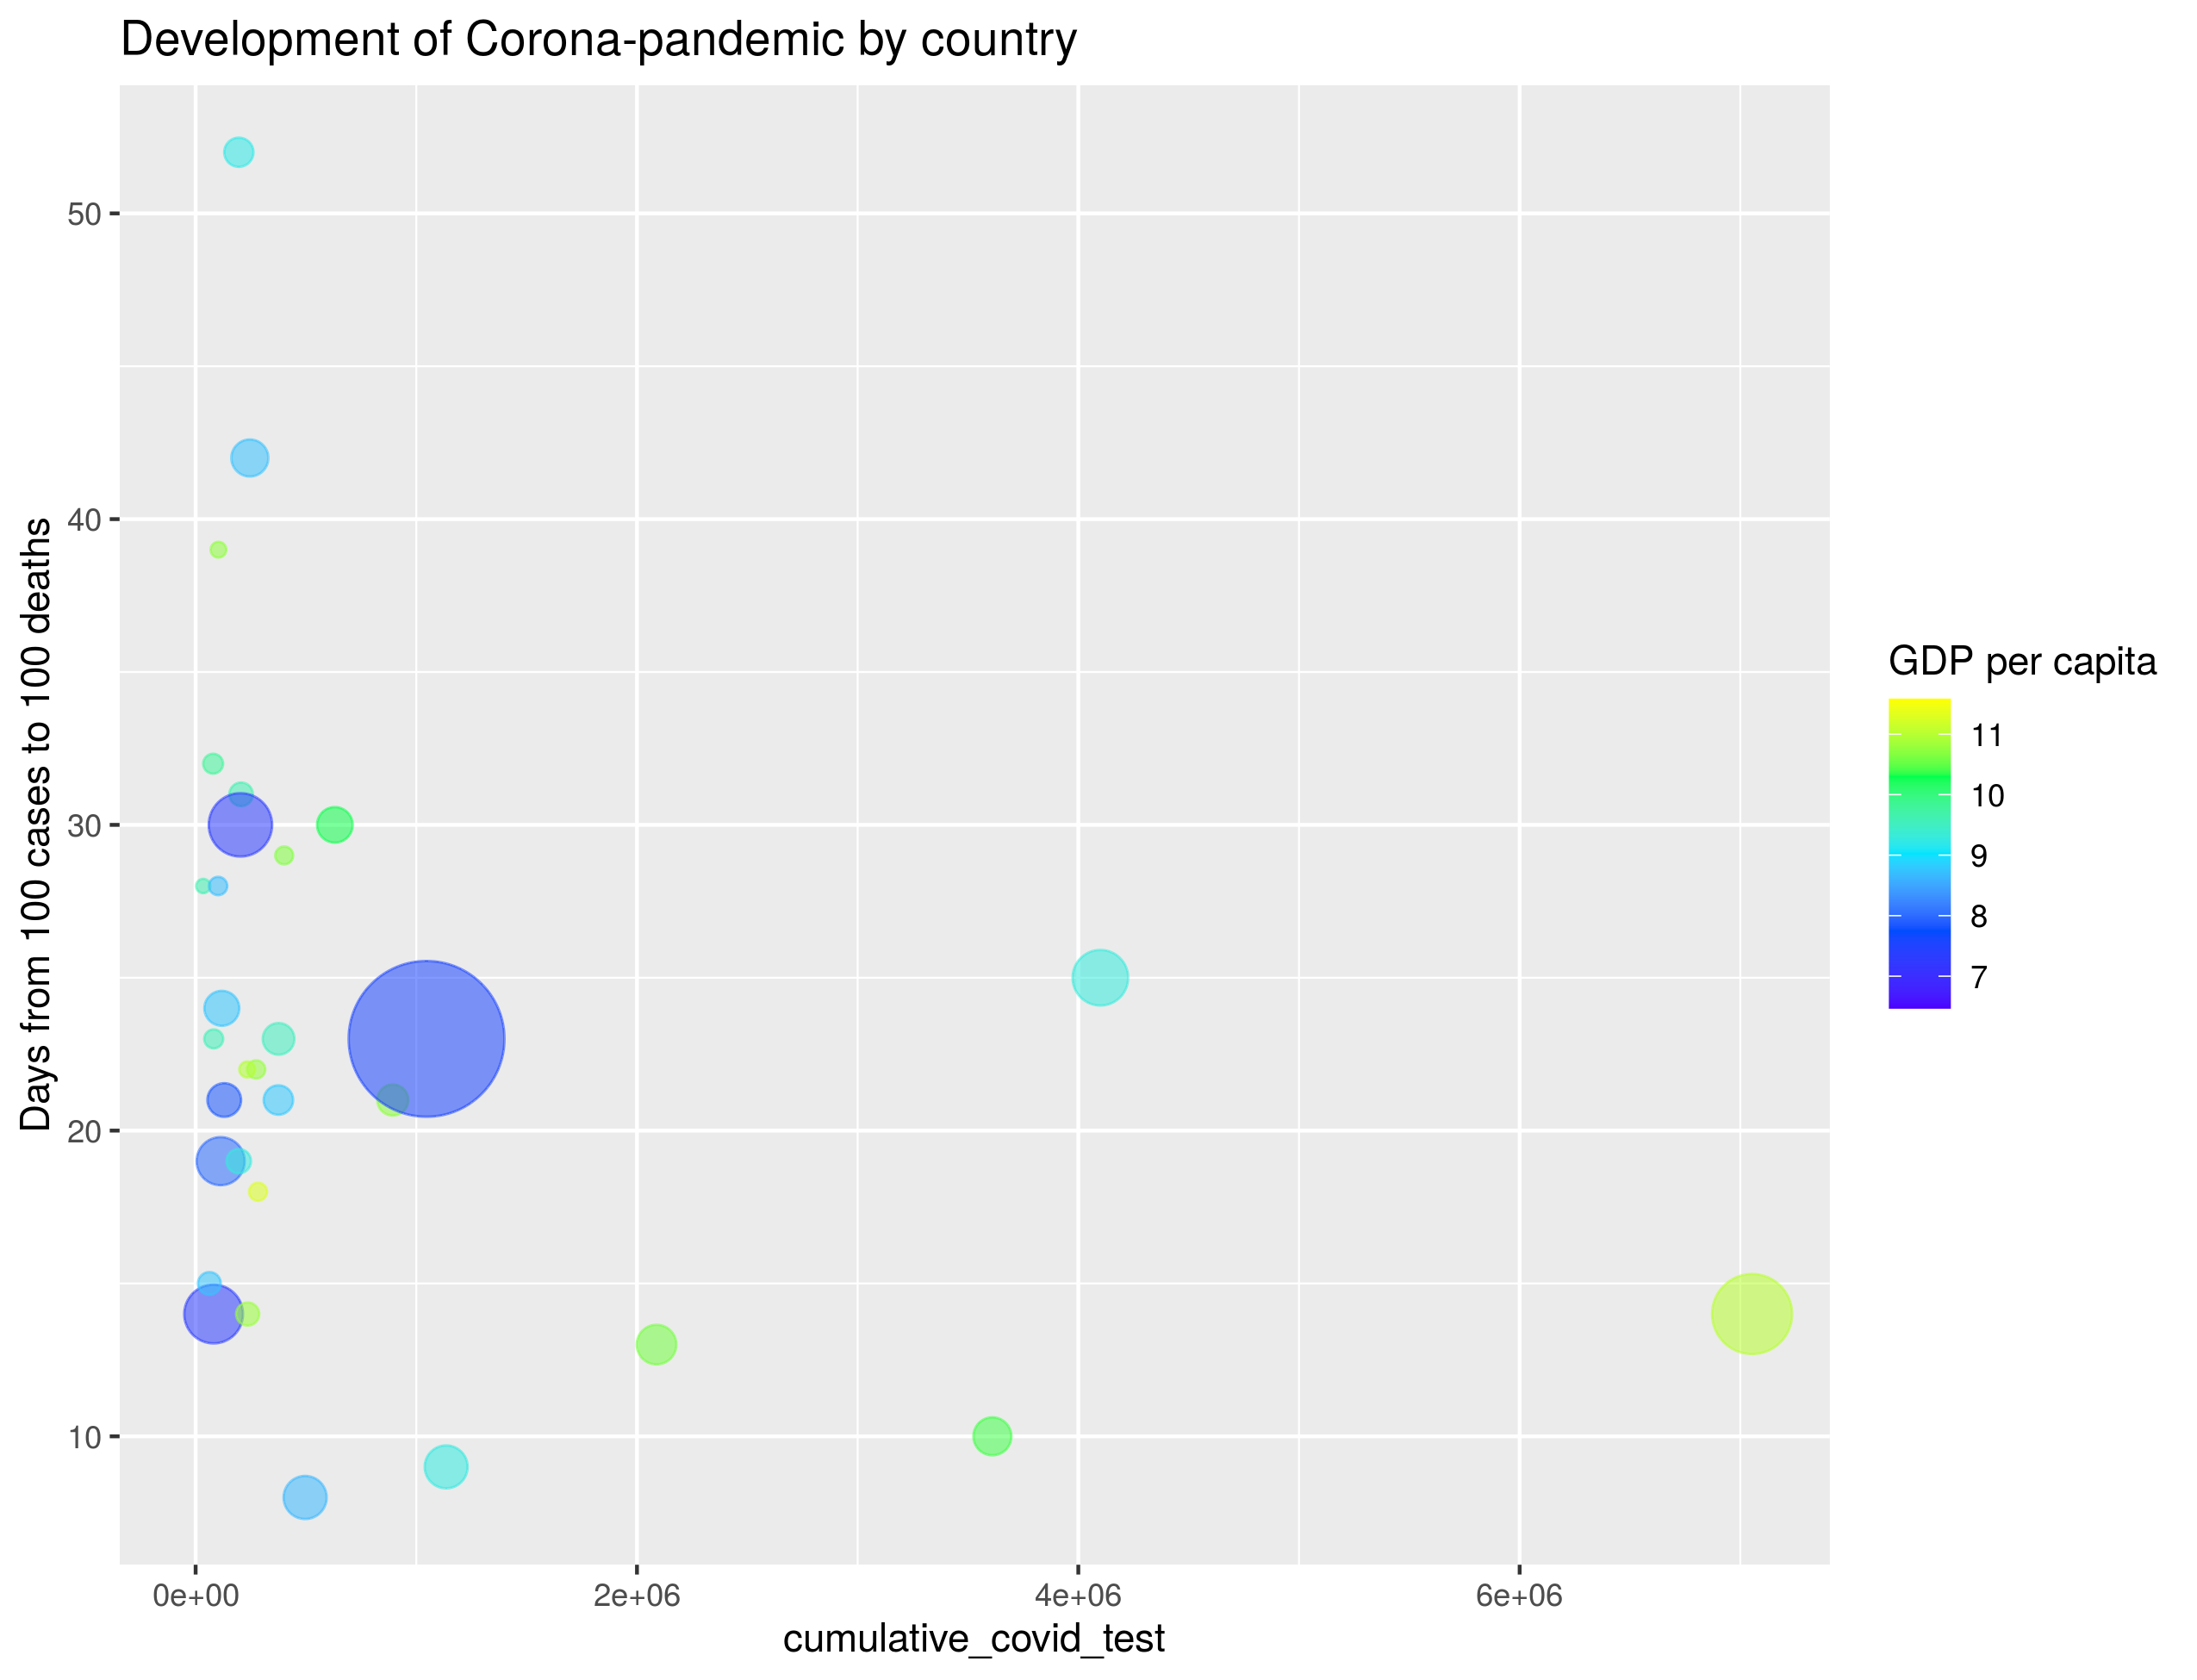 Development of Corona-pandemic by country
Days from 100 cases to 100 deaths
50
40
30
20
10
0e+00
2e+06
4e+06
6e+06
cumulative_covid_test
GDP per capita
11
10
9
8
7